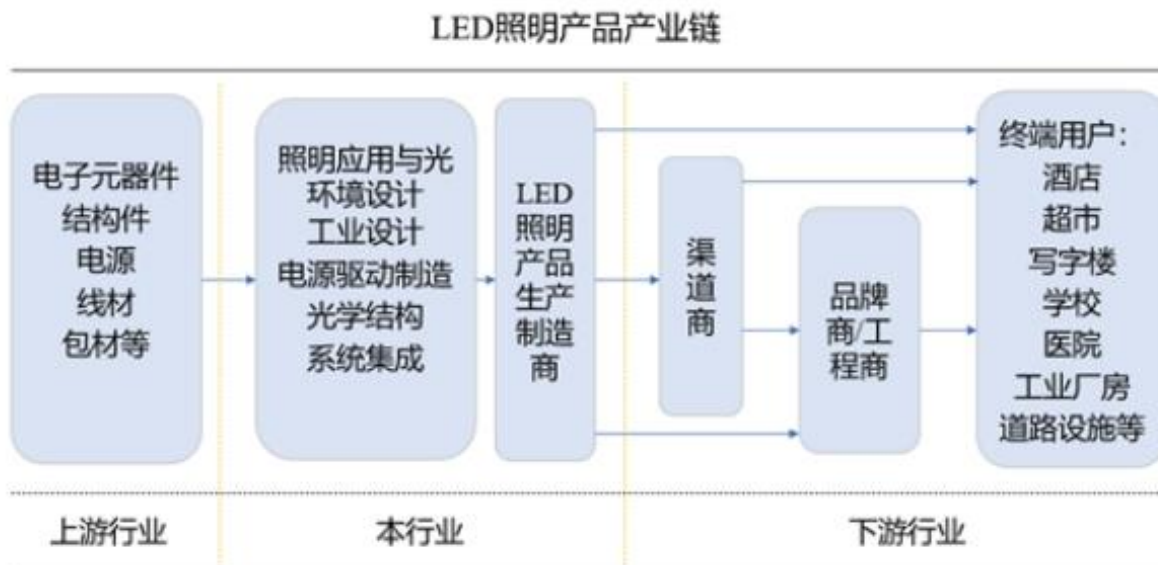 LED照明产品产业链
电子元器件
结构件
电源
线材
包材等
照明应用与光
环境设计
工业设计
电源驱动制造
光学结构
系统集成
LED
照明
产品
生产
制造
商
渠
道
商
品牌
商/工
程商
终端用户：
酒店
超市
写字楼
学校
医院
工业厂房
道路设施等
上游行业
本行业
下游行业